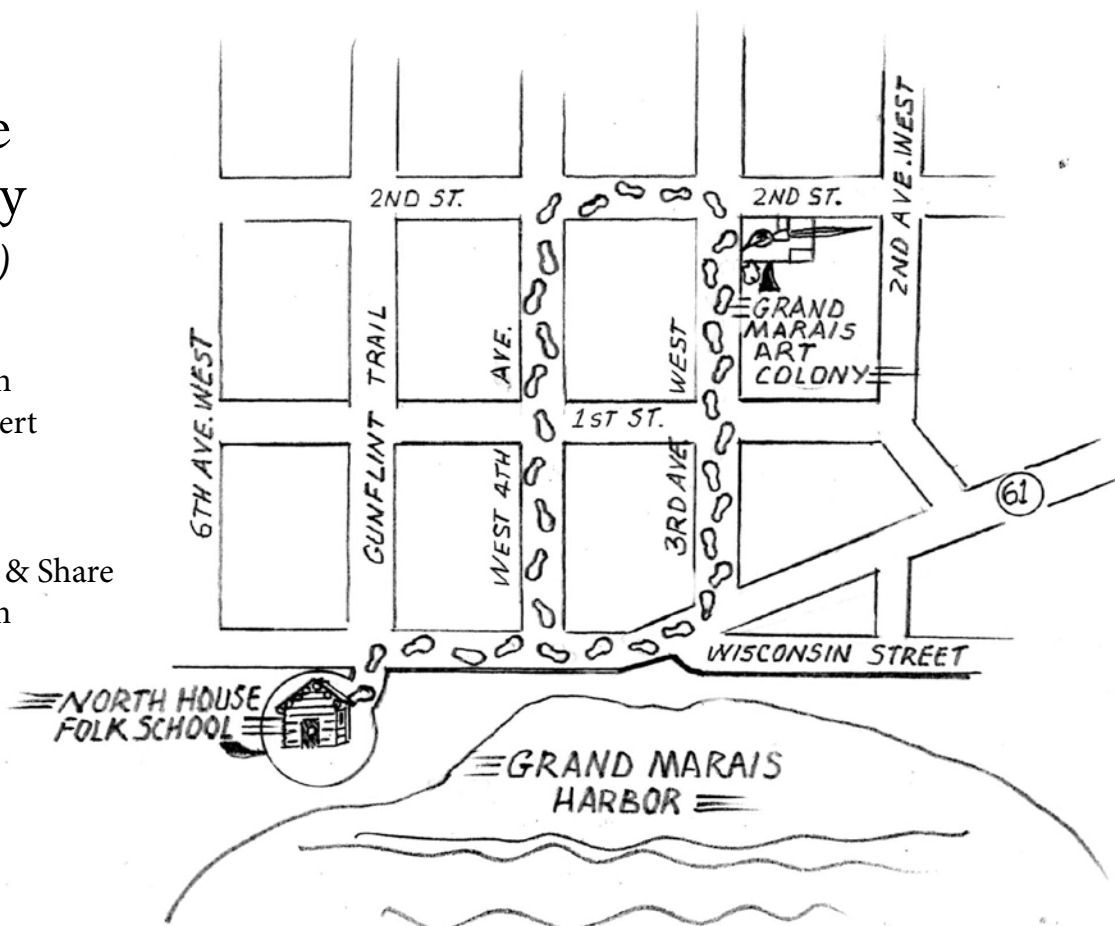 e
y
)
n
ert
& Share
n
2ND ST.
2ND ST.
2ND AVE. WEST
GRAND
MARAIS
ART
COLONY
6TH AVE. WEST
GUNFLINT TRAIL
WEST 4TH AVE.
3RD AVE WEST
1ST ST.
61
WISCONSIN STREET
NORTH HOUSE
FOLK SCHOOL
GRAND MARAIS
HARBOR